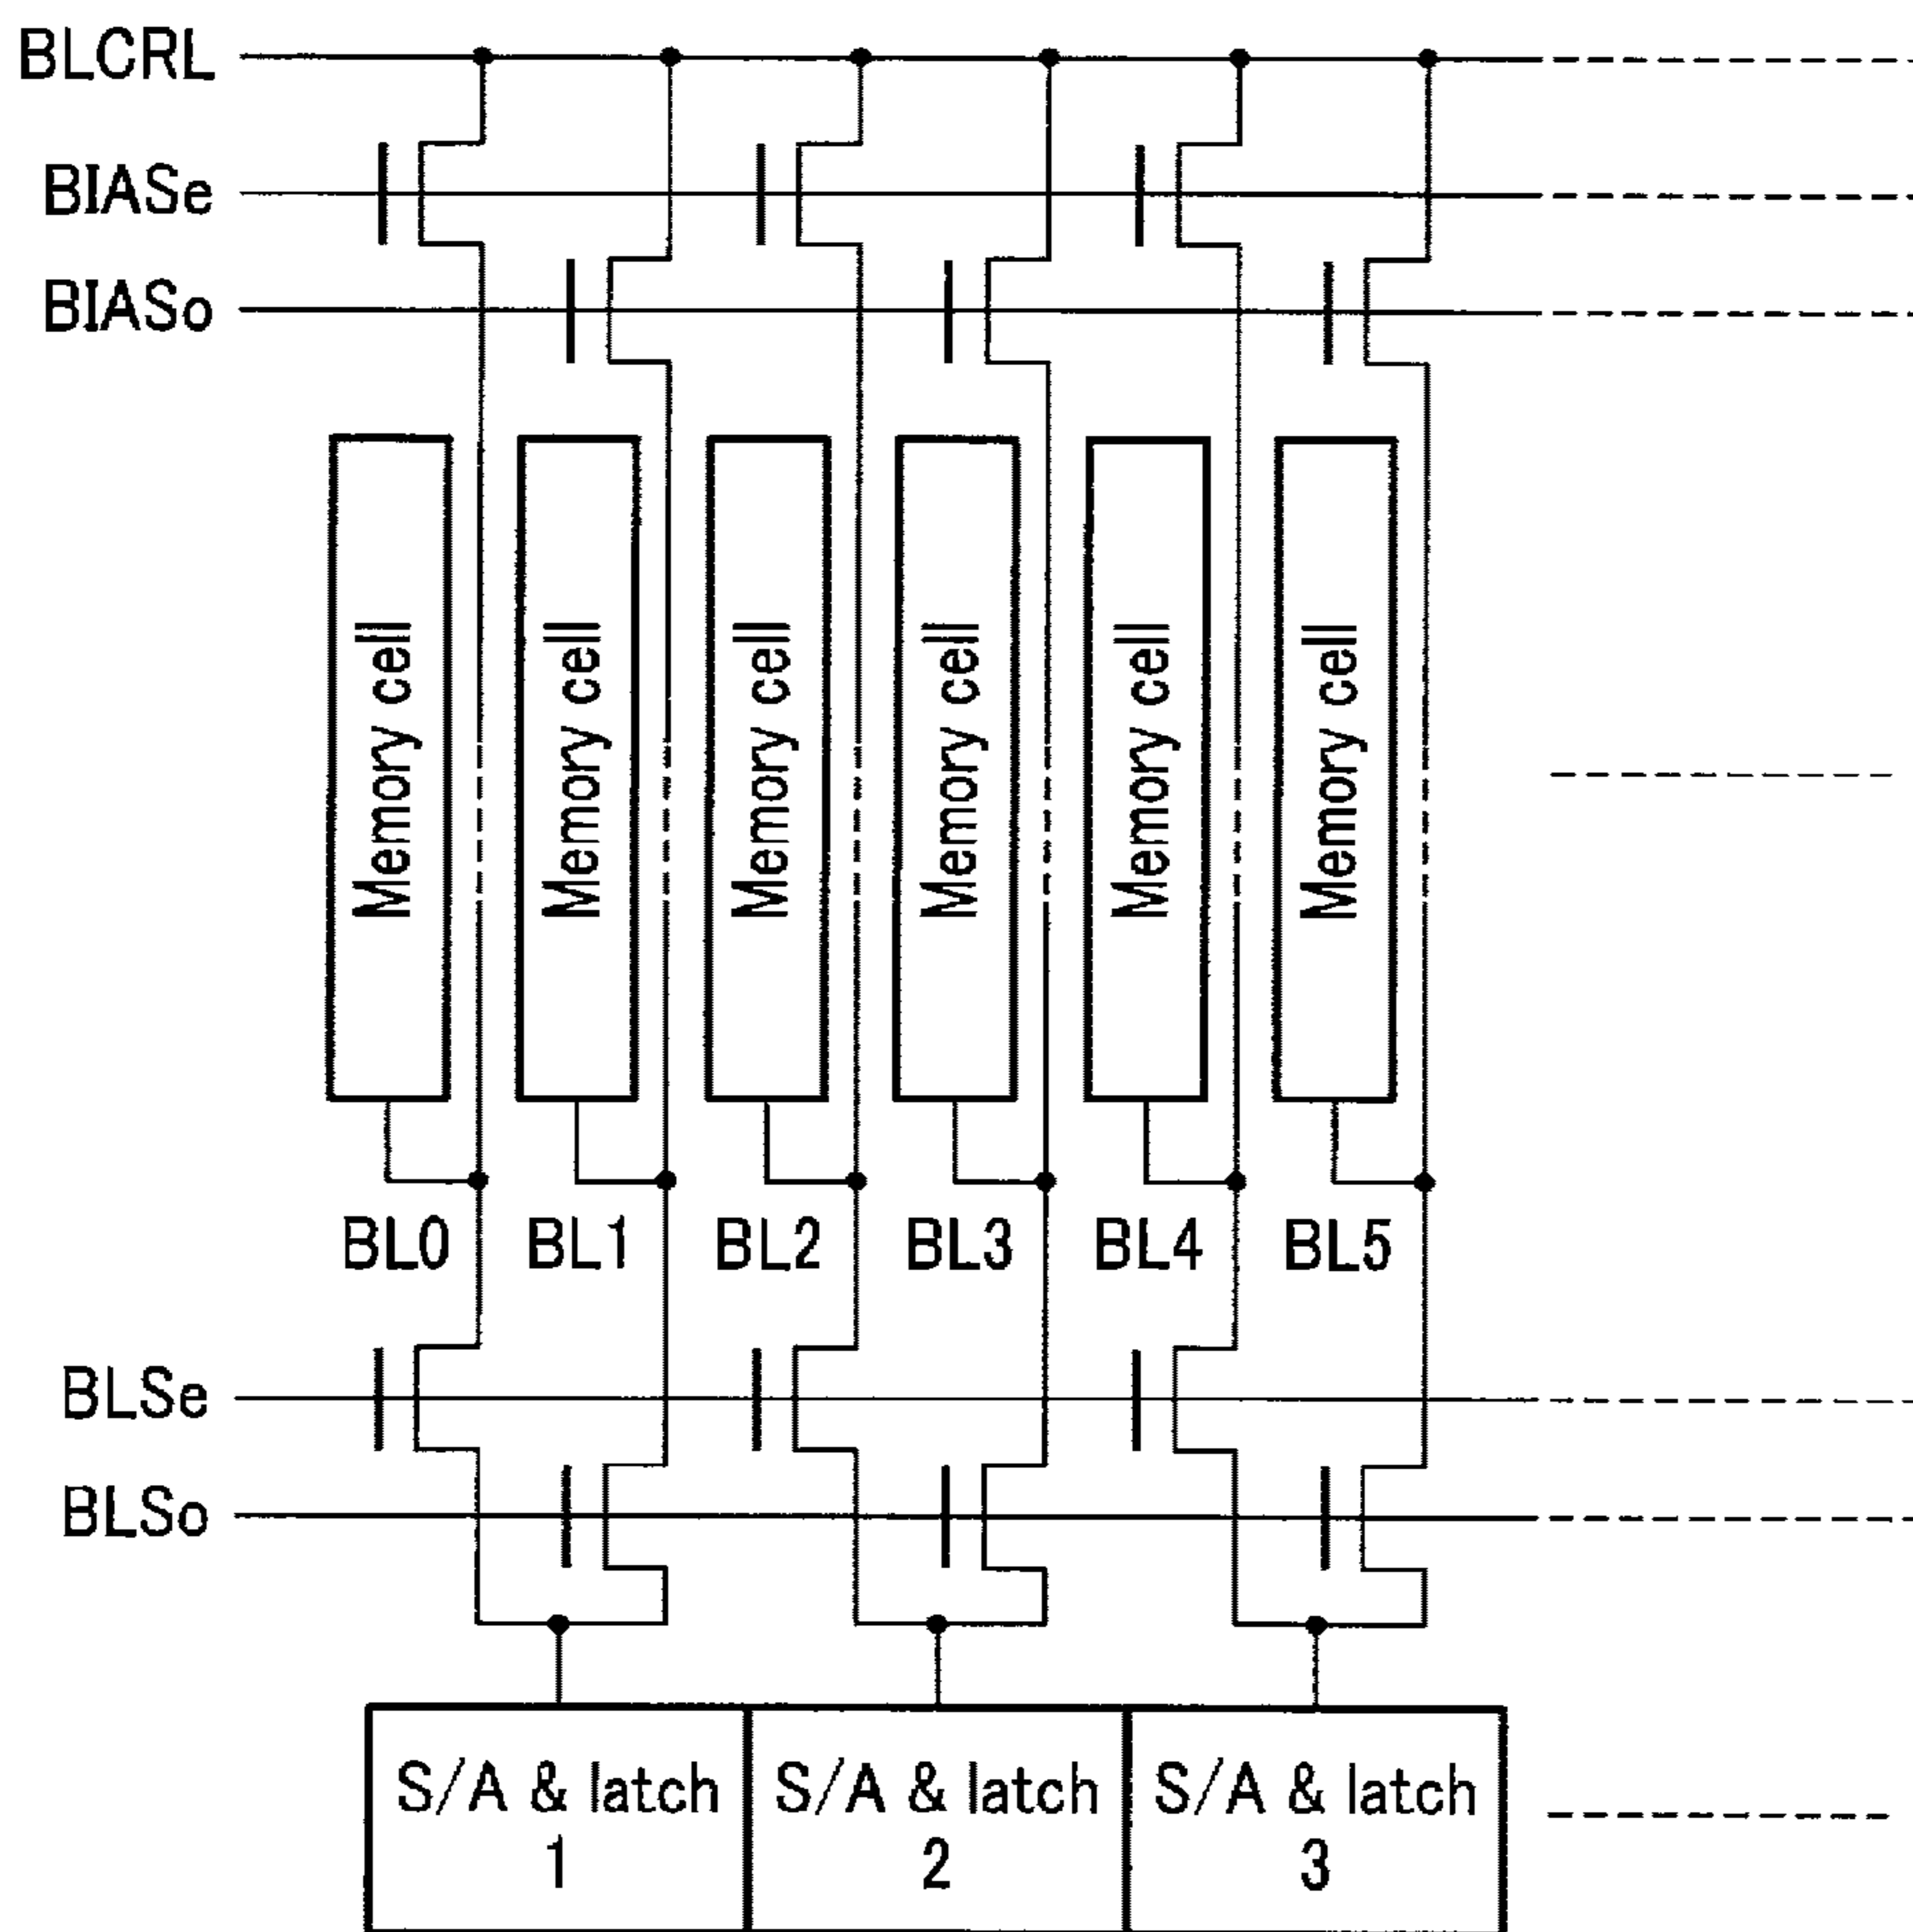 BLCRL
BIASe
BIASo
Memory cell
Memory cell
Memory cell
Memory cell
Memory cell
Memory cell
BL0 BL1 BL2 BL3 BL4 BL5
BLSe
BLSo
S/A & latch 1
S/A & latch 2
S/A & latch 3